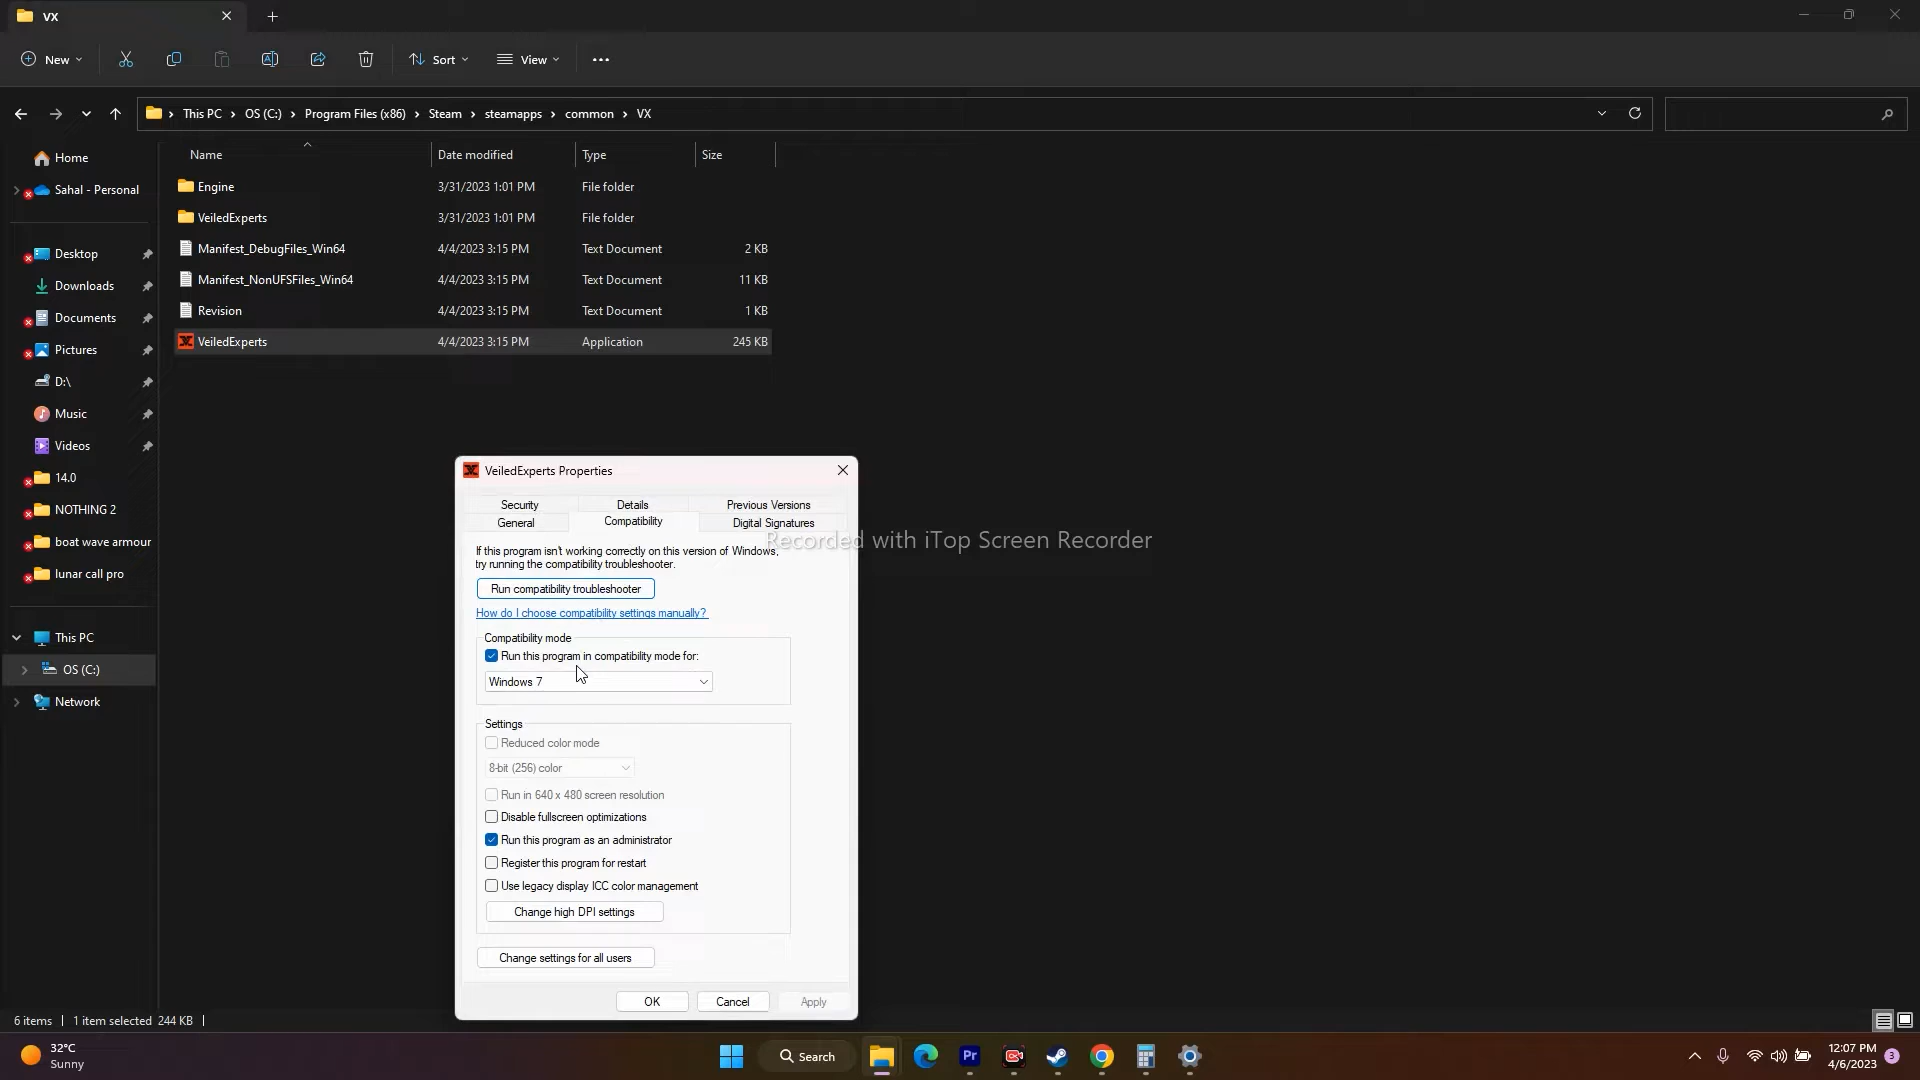 VX
New
Sort
View
This PC
OS (C:)
Program Files (x86)
Steam
steamapps
common
VX
Name
Date modified
Type
Size
Home
Sahal - Personal
Desktop
Downloads
Documents
Pictures
D:\
Music
Videos
14.0
NOTHING 2
boat wave armour
lunar call pro
This PC
OS (C:)
Network
Engine 3/31/2023 1:01 PM File folder
VeiledExperts 3/31/2023 1:01 PM File folder
Manifest_DebugFiles_Win64 4/4/2023 3:15 PM Text Document 2 KB
Manifest_NonUFSFiles_Win64 4/4/2023 3:15 PM Text Document 11 KB
Revision 4/4/2023 3:15 PM Text Document 1 KB
VeiledExperts 4/4/2023 3:15 PM Application 245 KB
VeiledExperts Properties
Security Details Previous Versions
General Compatibility Digital Signatures
Recorded with iTop Screen Recorder
If this program isn't working correctly on this version of Windows,
try running the compatibility troubleshooter.
Run compatibility troubleshooter
How do I choose compatibility settings manually?
Compatibility mode
Run this program in compatibility mode for:
Windows 7
Settings
Reduced color mode
8-bit (256) color
Run in 640 x 480 screen resolution
Disable fullscreen optimizations
Run this program as an administrator
Register this program for restart
Use legacy display ICC color management
Change high DPI settings
Change settings for all users
OK Cancel Apply
6 items 1 item selected 244 KB
32°C
Sunny
Search
Pr
12:07 PM
4/6/2023
3